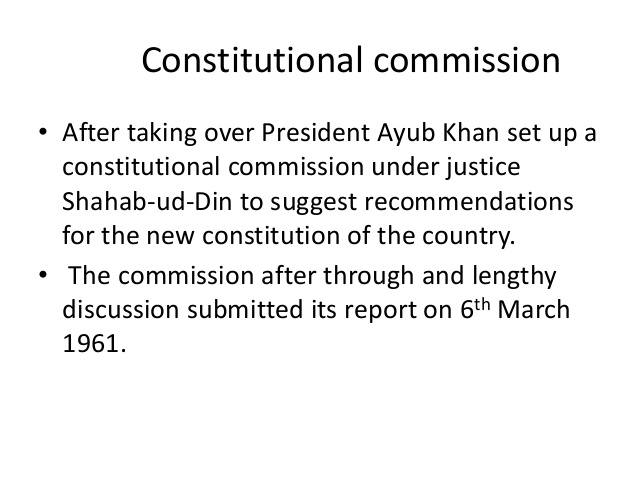 Constitutional commission
• After taking over President Ayub Khan set up a
constitutional commission under justice
Shahab-ud-Din to suggest recommendations
for the new constitution of the country.
• The commission after through and lengthy
discussion submitted its report on 6th March
1961.